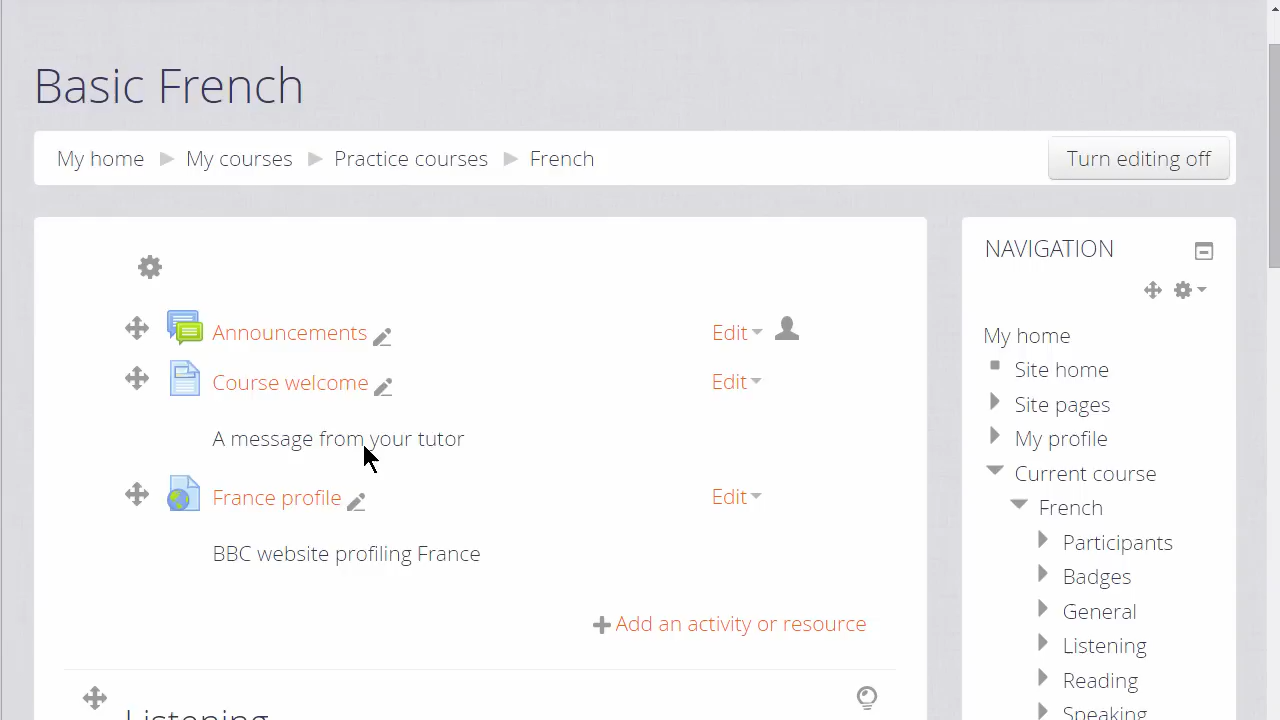 Basic French
My home My courses Practice courses French Turn editing off
Announcements Edit
Course welcome Edit
A message from your tutor
France profile Edit
BBC website profiling France
Add an activity or resource
Listening
NAVIGATION
My home
Site home
Site pages
My profile
Current course
French
Participants
Badges
General
Listening
Reading
Speaking